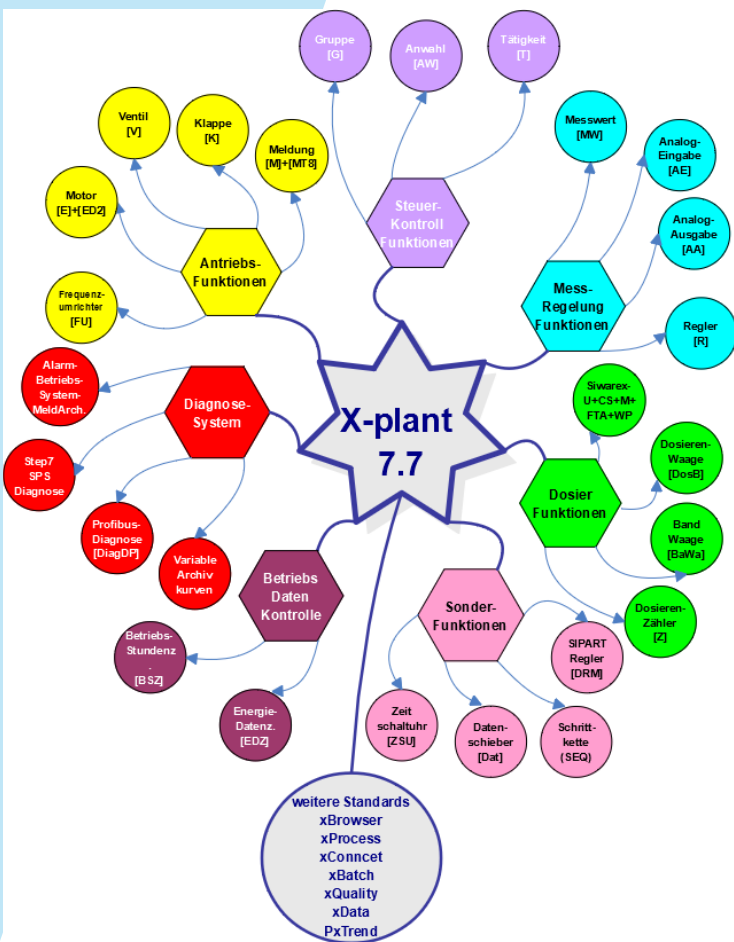 Gruppe
[G]
Anwahl
[AW]
Tätigkeit
[T]
Ventil
[V]
Klappe
[K]
Meldung
[M]+[MT8]
Motor
[E]+[ED2]
Frequenz-
umrichter
[FU]
Antriebs-
Funktionen
Steuer-
Kontroll
Funktionen
Messwert
[MW]
Analog-
Eingabe
[AE]
Analog-
Ausgabe
[AA]
Regler
[R]
Mess-
Regelung
Funktionen
Alarm-
Betriebs-
System-
MeldArch.
Step7
SPS
Diagnose
Profibus-
Diagnose
[DiagDP]
Variable
Archiv
kurven
Diagnose-
System
X-plant
7.7
Siwarex-
U+CS+M+
FTA+WP
Dosieren-
Waage
[DosB]
Band
Waage
[BaWa]
Dosieren-
Zähler
[Z]
Dosier
Funktionen
Betriebs
Daten
Kontrolle
Betriebs-
Stundenz
.
[BSZ]
Energie-
Datenz.
[EDZ]
Sonder-
Funktionen
SIPART
Regler
[DRM]
Zeit
schaltuhr
[ZSU]
Daten-
schieber
[Dat]
Schritt-
kette
(SEQ)
weitere Standards
xBrowser
xProcess
xConncet
xBatch
xQuality
xData
PxTrend